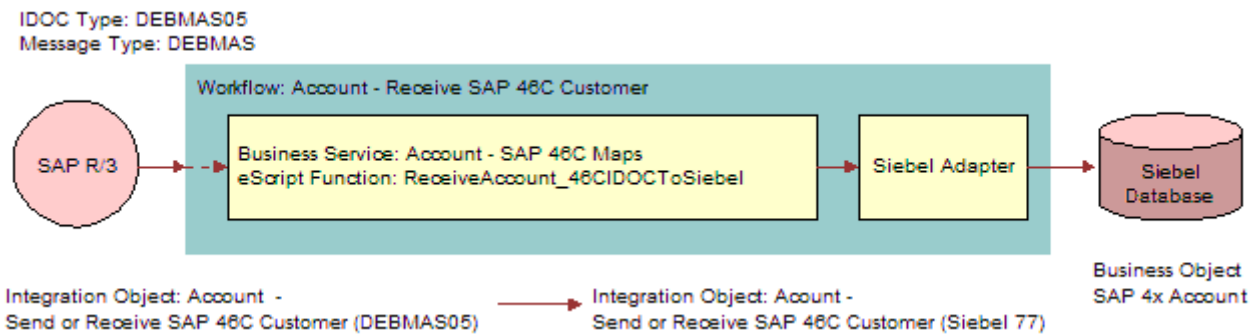 IDOC Type: DEBMAS05
Message Type: DEBMAS
Workflow: Account - Receive SAP 46C Customer
SAP R/3
Business Service: Account - SAP 46C Maps
eScript Function: ReceiveAccount_46CIDOCToSiebel
Siebel Adapter
Siebel
Database
Business Object
SAP 4x Account
Integration Object: Account -
Send or Receive SAP 46C Customer (DEBMAS05)
Integration Object: Acount -
Send or Receive SAP 46C Customer (Siebel 77)